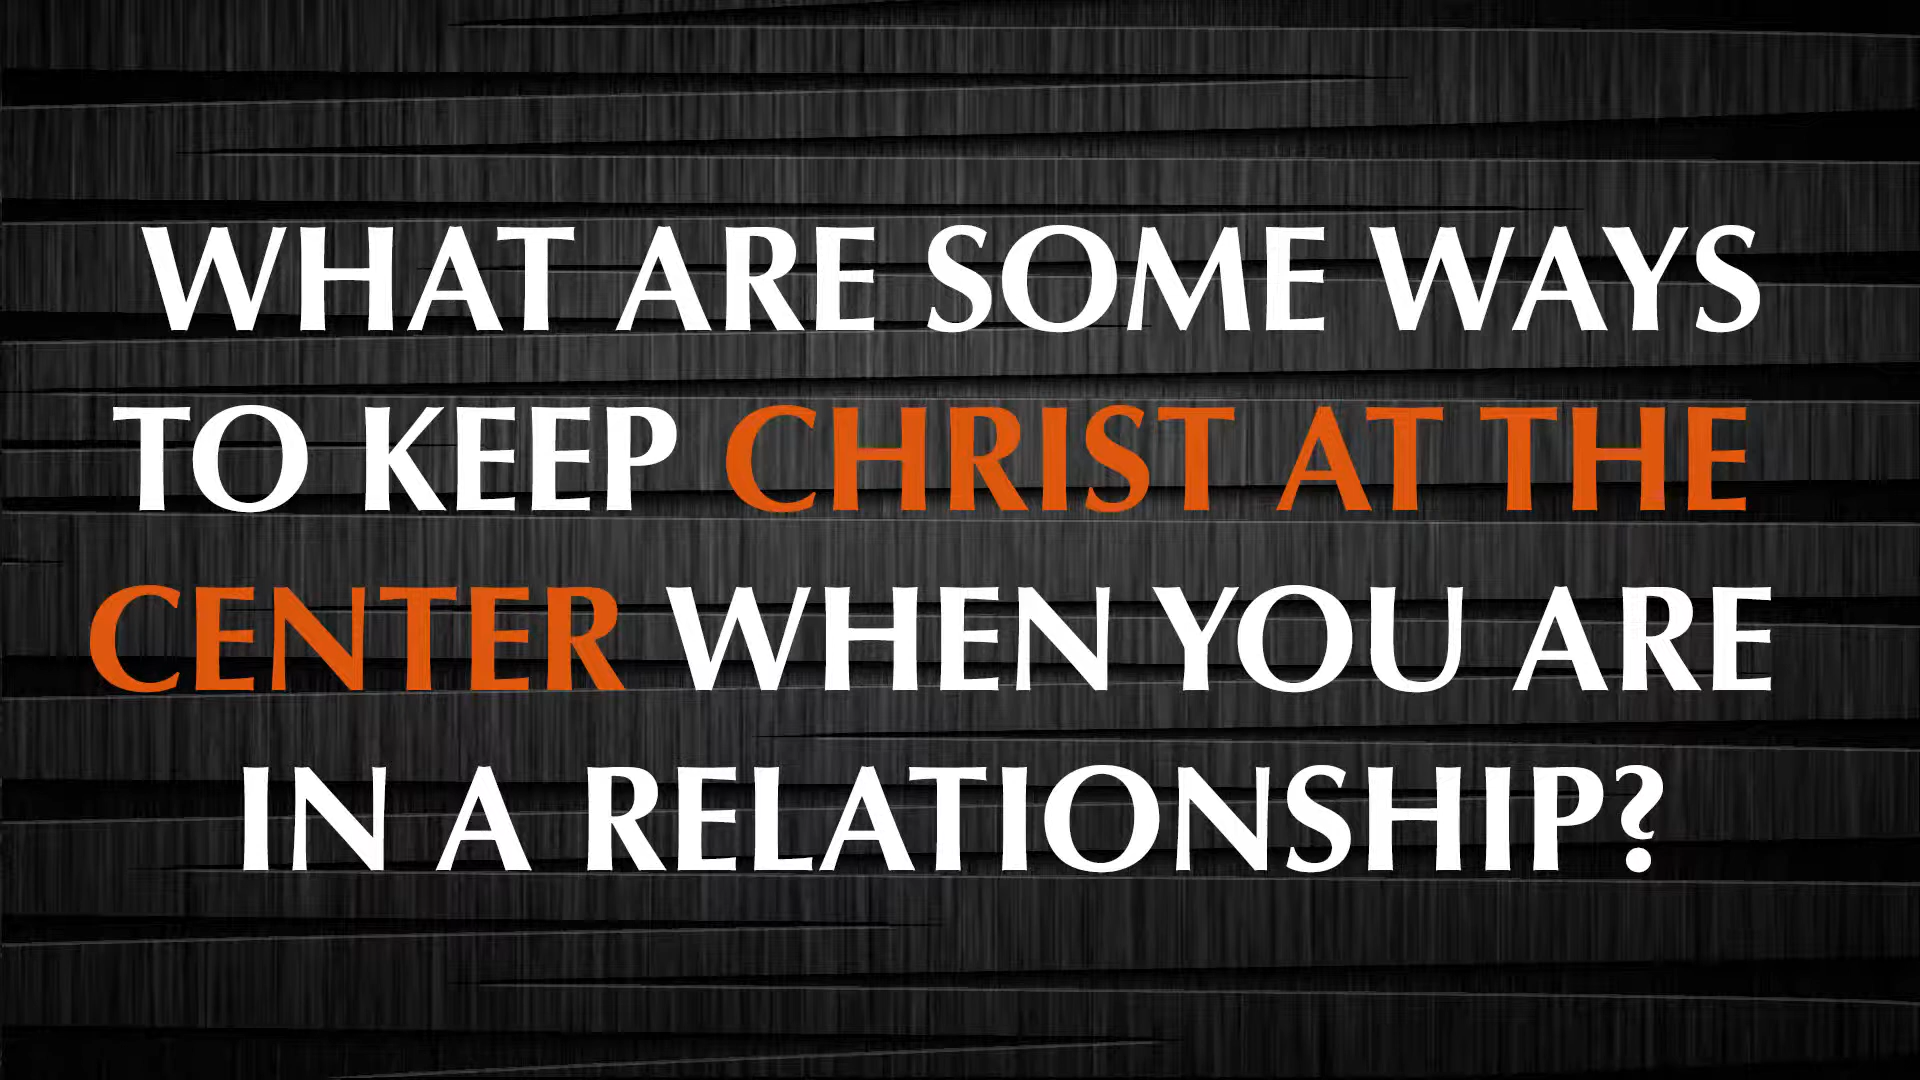 WHAT ARE SOME WAYS
TO KEEP CHRIST AT THE
CENTER WHEN YOU ARE
IN A RELATIONSHIP?